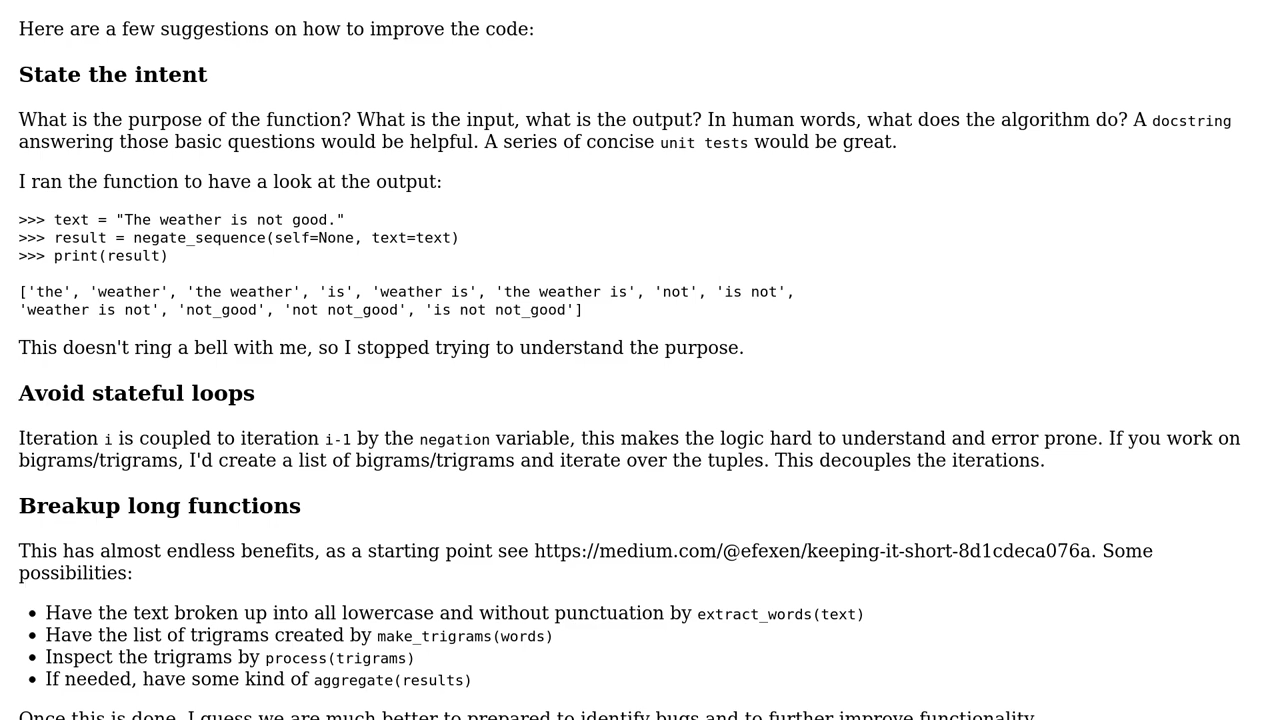 Here are a few suggestions on how to improve the code:
State the intent
What is the purpose of the function? What is the input, what is the output? In human words, what does the algorithm do? A docstring
answering those basic questions would be helpful. A series of concise unit tests would be great.
I ran the function to have a look at the output:
>>> text = "The weather is not good."
>>> result = negate_sequence(self=None, text=text)
>>> print(result)
['the', 'weather', 'the weather', 'is', 'weather is', 'the weather is', 'not', 'is not',
'weather is not', 'not_good', 'not not_good', 'is not not_good']
This doesn't ring a bell with me, so I stopped trying to understand the purpose.
Avoid stateful loops
Iteration i is coupled to iteration i-1 by the negation variable, this makes the logic hard to understand and error prone. If you work on
bigrams/trigrams, I'd create a list of bigrams/trigrams and iterate over the tuples. This decouples the iterations.
Breakup long functions
This has almost endless benefits, as a starting point see https://medium.com/@efexen/keeping-it-short-8d1cdeca076a. Some
possibilities:
• Have the text broken up into all lowercase and without punctuation by extract_words(text)
• Have the list of trigrams created by make_trigrams(words)
• Inspect the trigrams by process(trigrams)
• If needed, have some kind of aggregate(results)
Once this is done, I guess we are much better to prepared to identify bugs and to further improve functionality.